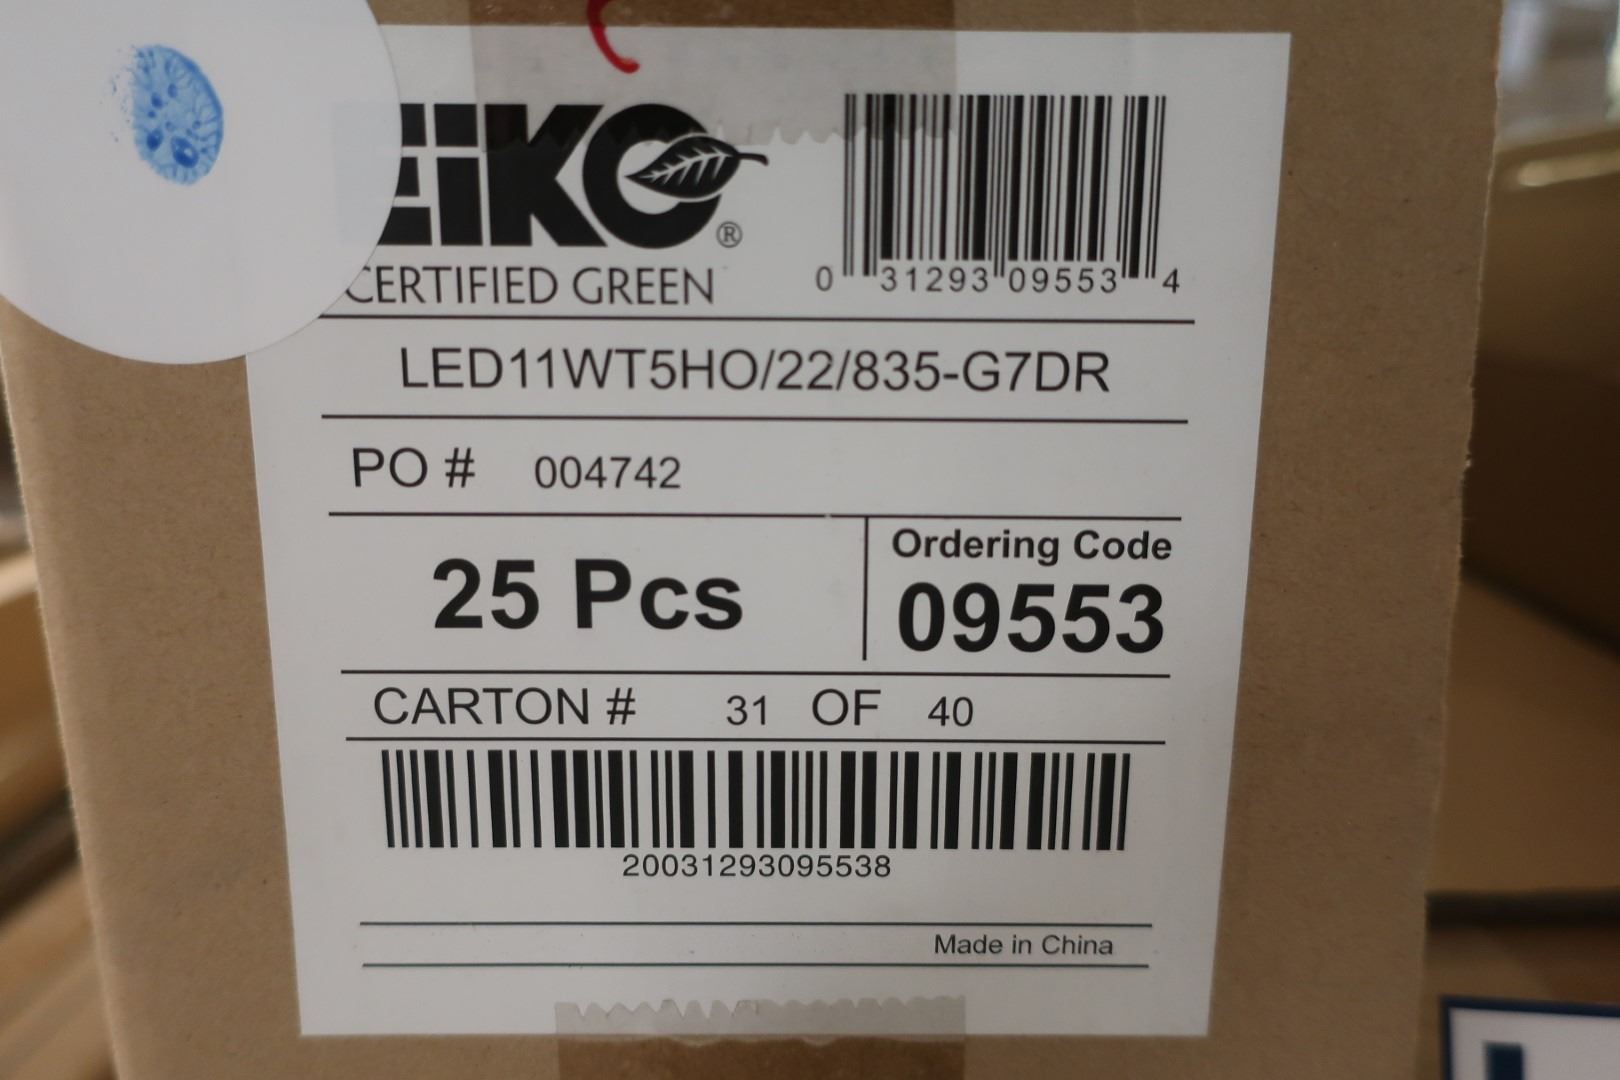 EiKO®
CERTIFIED GREEN
0 31293 09553 4
LED11WT5HO/22/835-G7DR
PO # 004742
25 Pcs
Ordering Code
09553
CARTON # 31 OF 40
20031293095538
Made in China